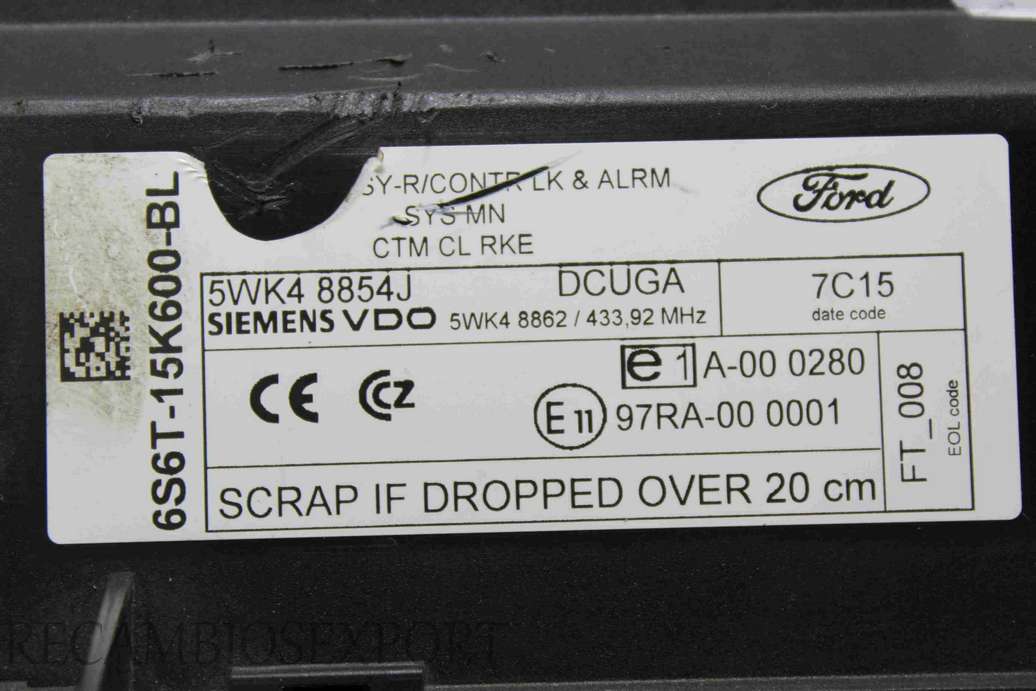 SY-R/CONTR LK & ALRM
SYS MN
CTM CL RKE
Ford
6S6T-15K600-BL
5WK4 8854J
DCUGA
SIEMENS VDO
5WK4 8862 / 433,92 MHz
7C15
date code
CE
CCZ
e 1 A-00 0280
E 11 97RA-00 0001
FT_008
EOL code
SCRAP IF DROPPED OVER 20 cm
RECAMBIOSEXPORT